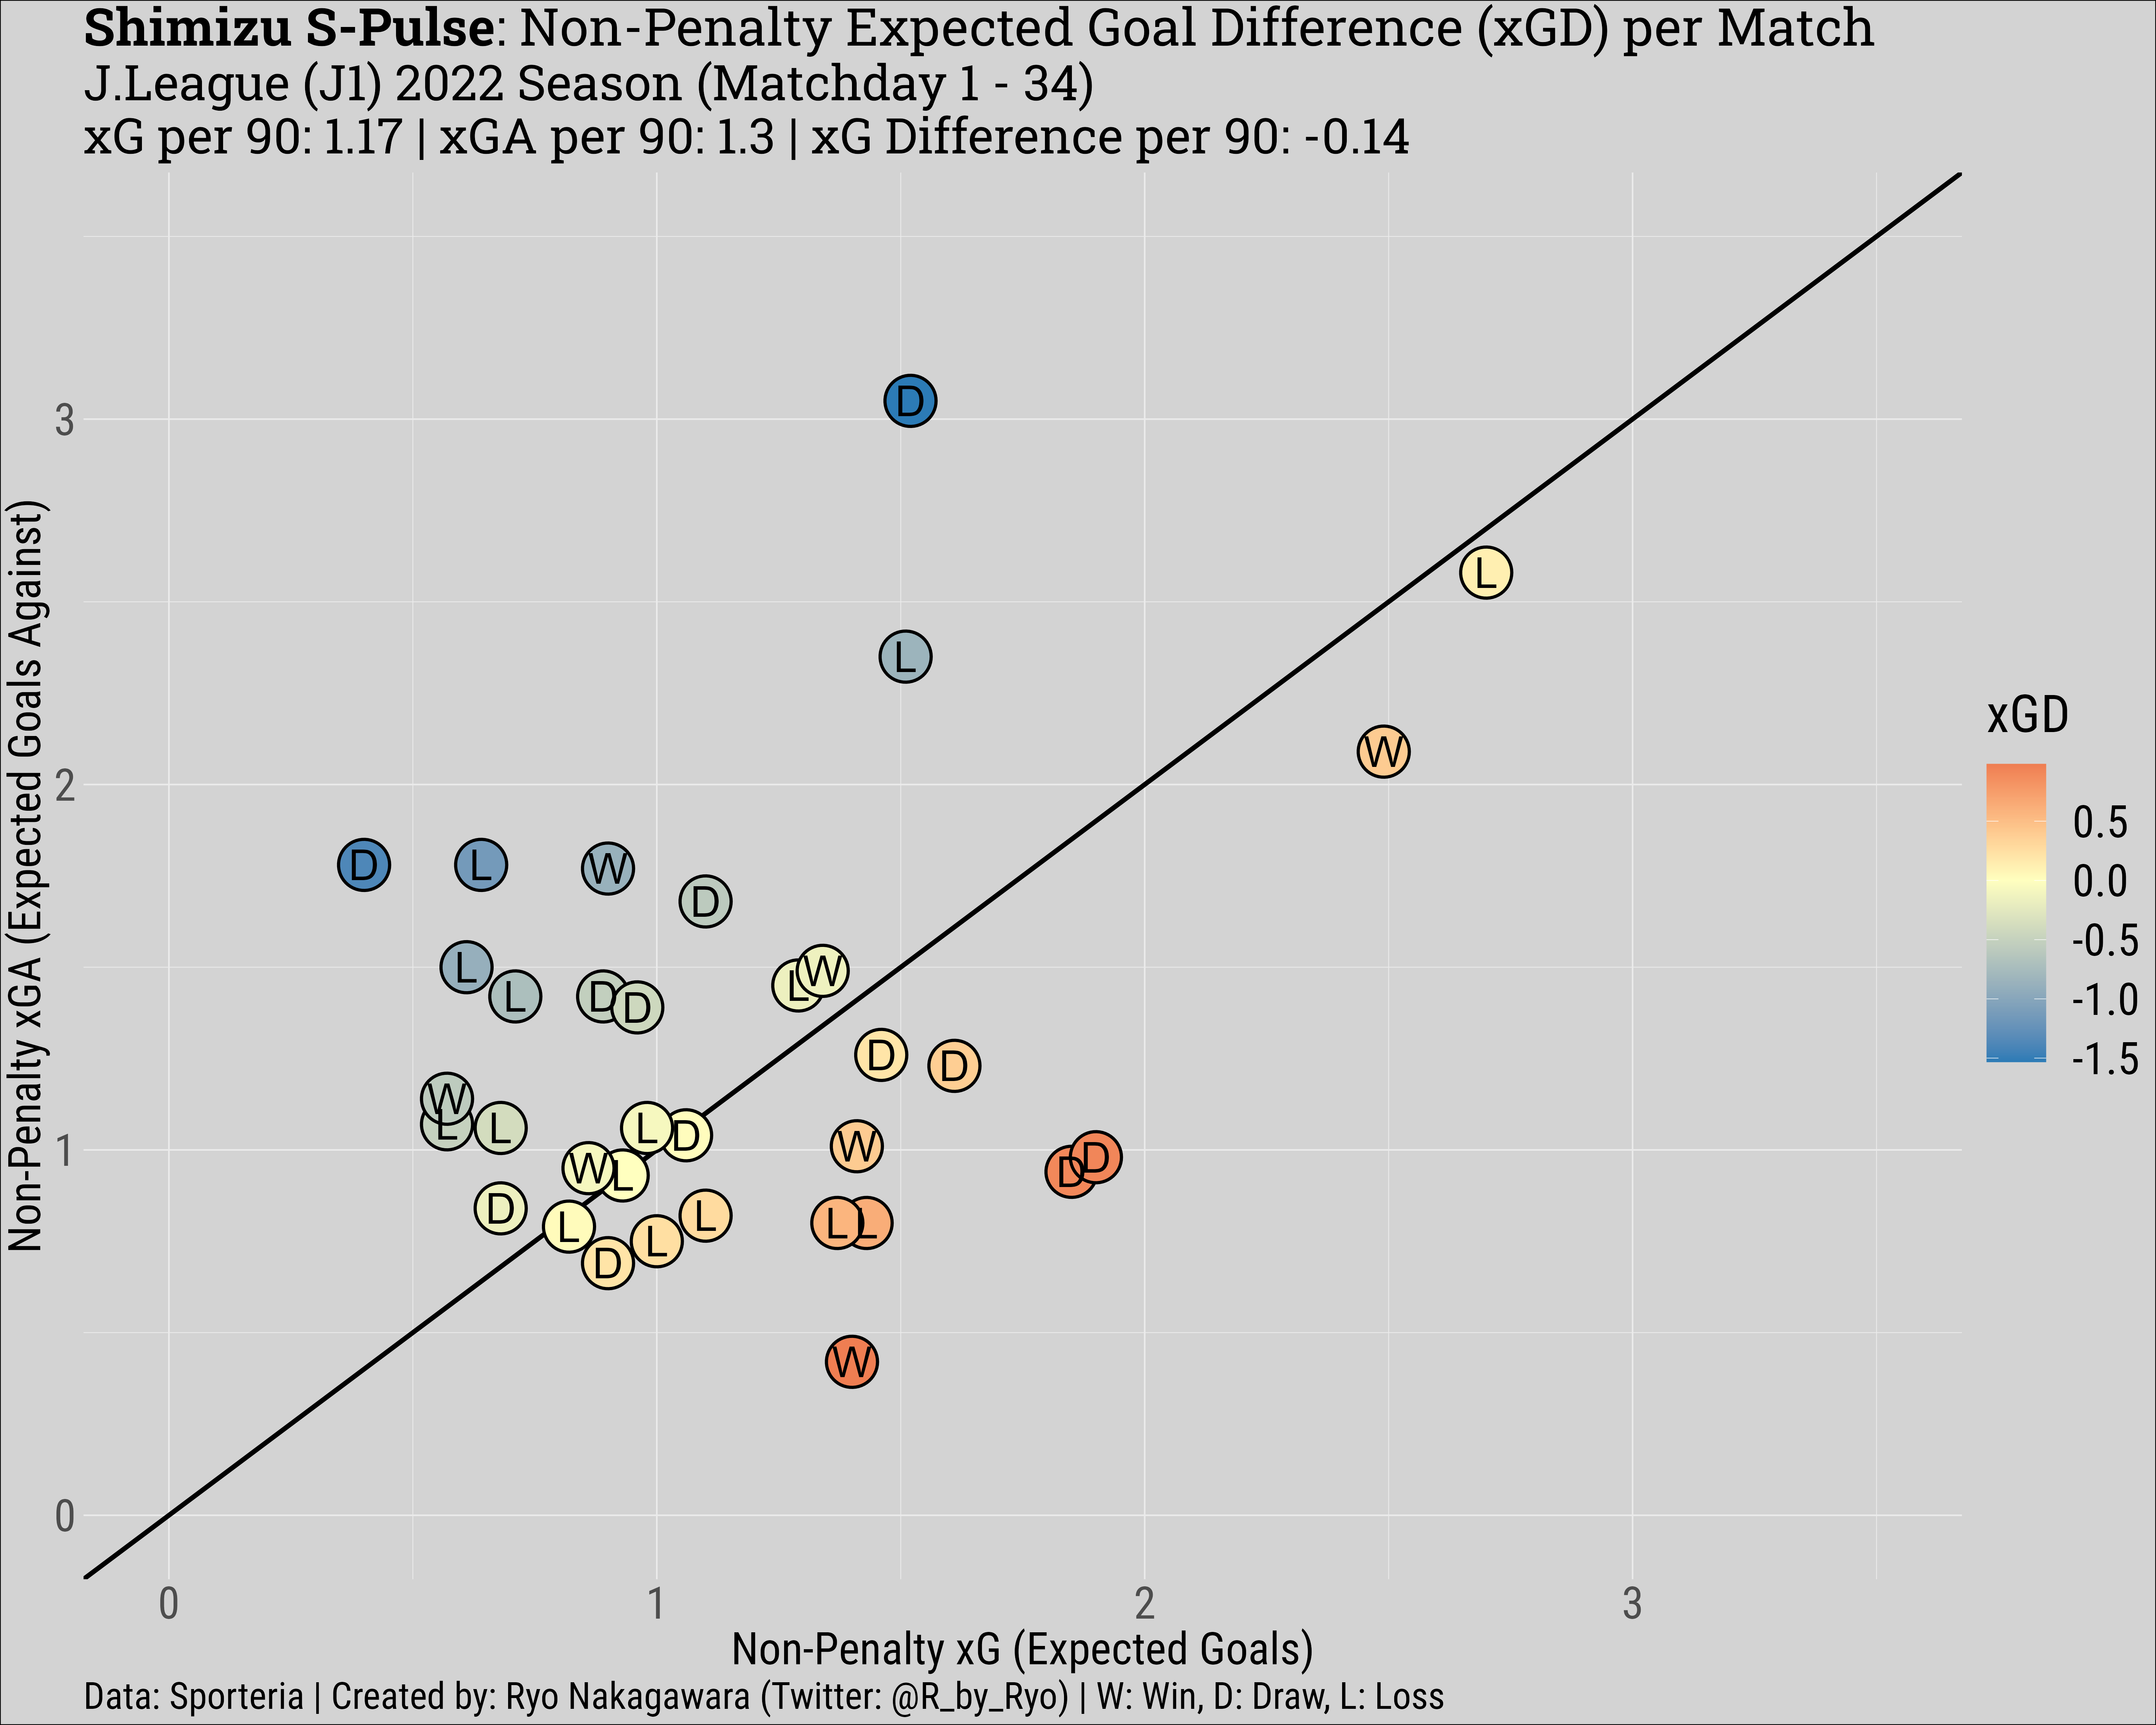 Shimizu S-Pulse: Non-Penalty Expected Goal Difference (xGD) per Match
J.League (J1) 2022 Season (Matchday 1 - 34)
xG per 90: 1.17 | xGA per 90: 1.3 | xG Difference per 90: -0.14
Non-Penalty xGA (Expected Goals Against)
3
2
1
0
D
L
L
W
D
L
W
D
L
L
D
D
L
W
D
D
W
L
L
L
D
W
D
D
W
L
D
L
L
L
L
L
D
W
xGD
0.5
0.0
-0.5
-1.0
-1.5
0
1
2
3
Non-Penalty xG (Expected Goals)
Data: Sporteria | Created by: Ryo Nakagawara (Twitter: @R_by_Ryo) | W: Win, D: Draw, L: Loss